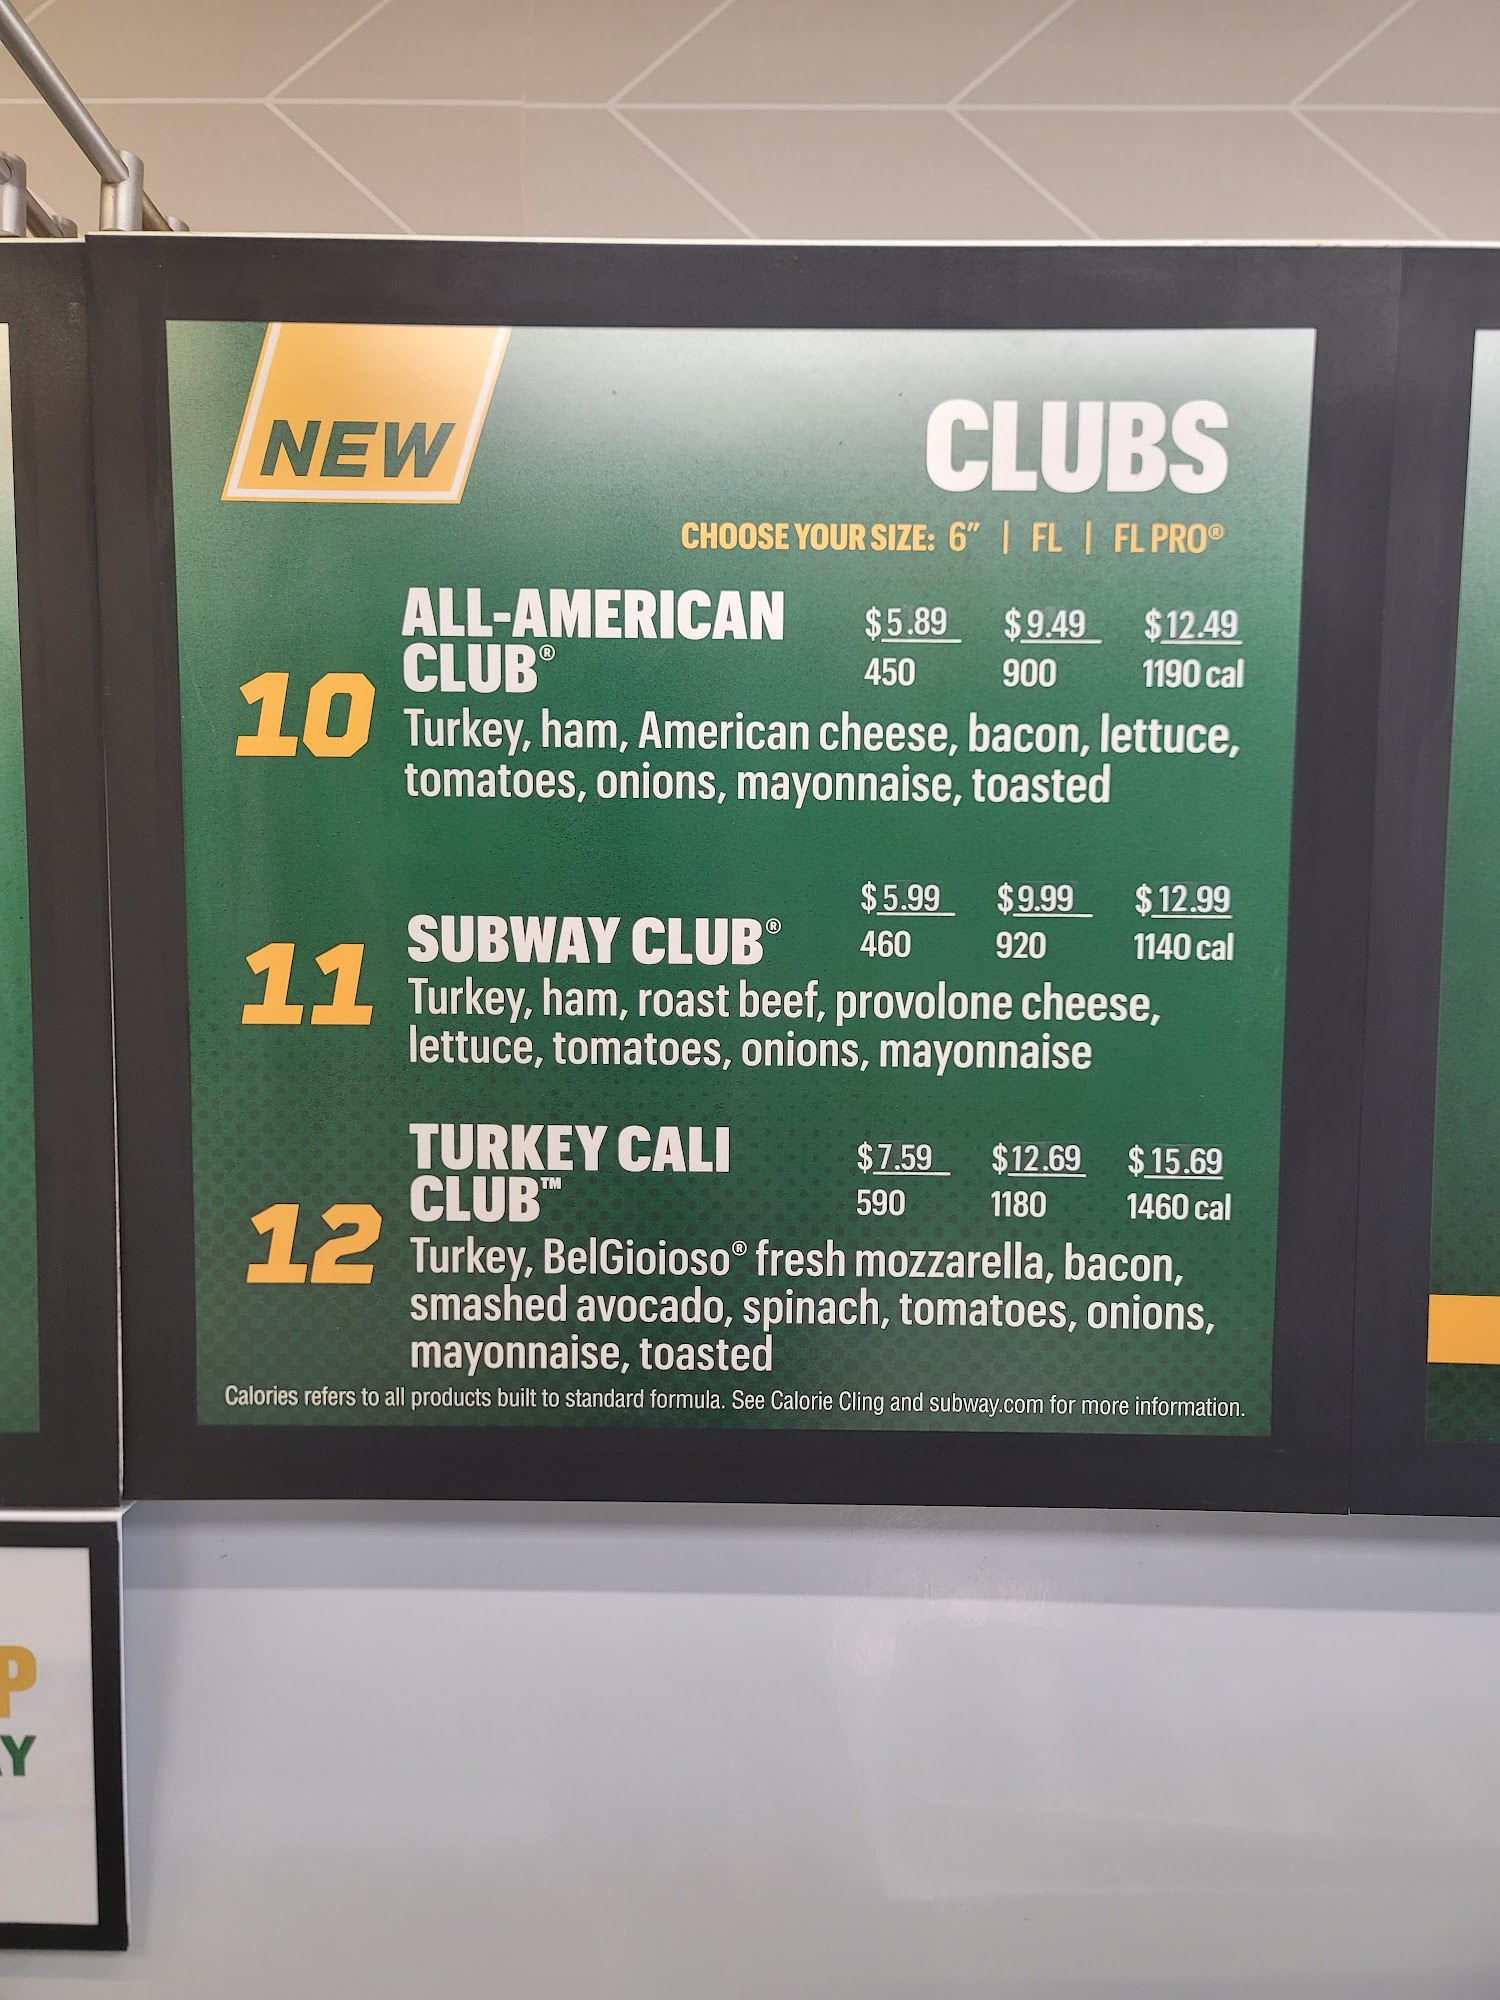 NEW
CLUBS
CHOOSE YOUR SIZE: 6” | FL | FL PRO®
10
ALL-AMERICAN
CLUB®
$5.89 $9.49 $12.49
450 900 1190 cal
Turkey, ham, American cheese, bacon, lettuce,
tomatoes, onions, mayonnaise, toasted
11
SUBWAY CLUB®
$5.99 $9.99 $12.99
460 920 1140 cal
Turkey, ham, roast beef, provolone cheese,
lettuce, tomatoes, onions, mayonnaise
12
TURKEY CALI
CLUB™
$7.59 $12.69 $15.69
590 1180 1460 cal
Turkey, BelGioioso® fresh mozzarella, bacon,
smashed avocado, spinach, tomatoes, onions,
mayonnaise, toasted
Calories refers to all products built to standard formula. See Calorie Cling and subway.com for more information.